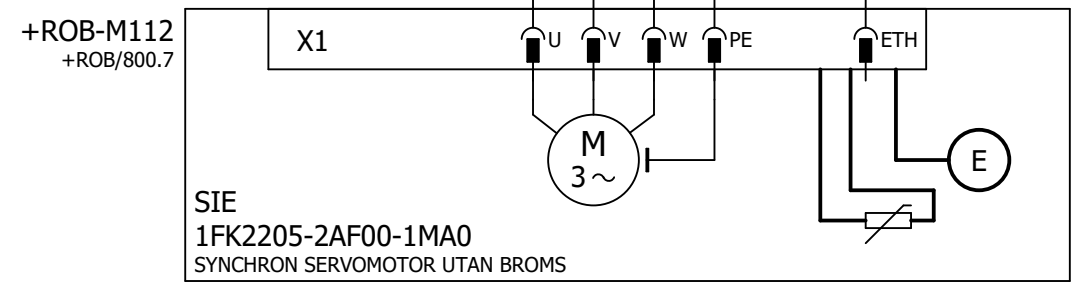 +ROB-M112
+ROB/800.7
X1
U V W PE ETH
M
3~
E
SIE
1FK2205-2AF00-1MA0
SYNCHRON SERVOMOTOR UTAN BROMS